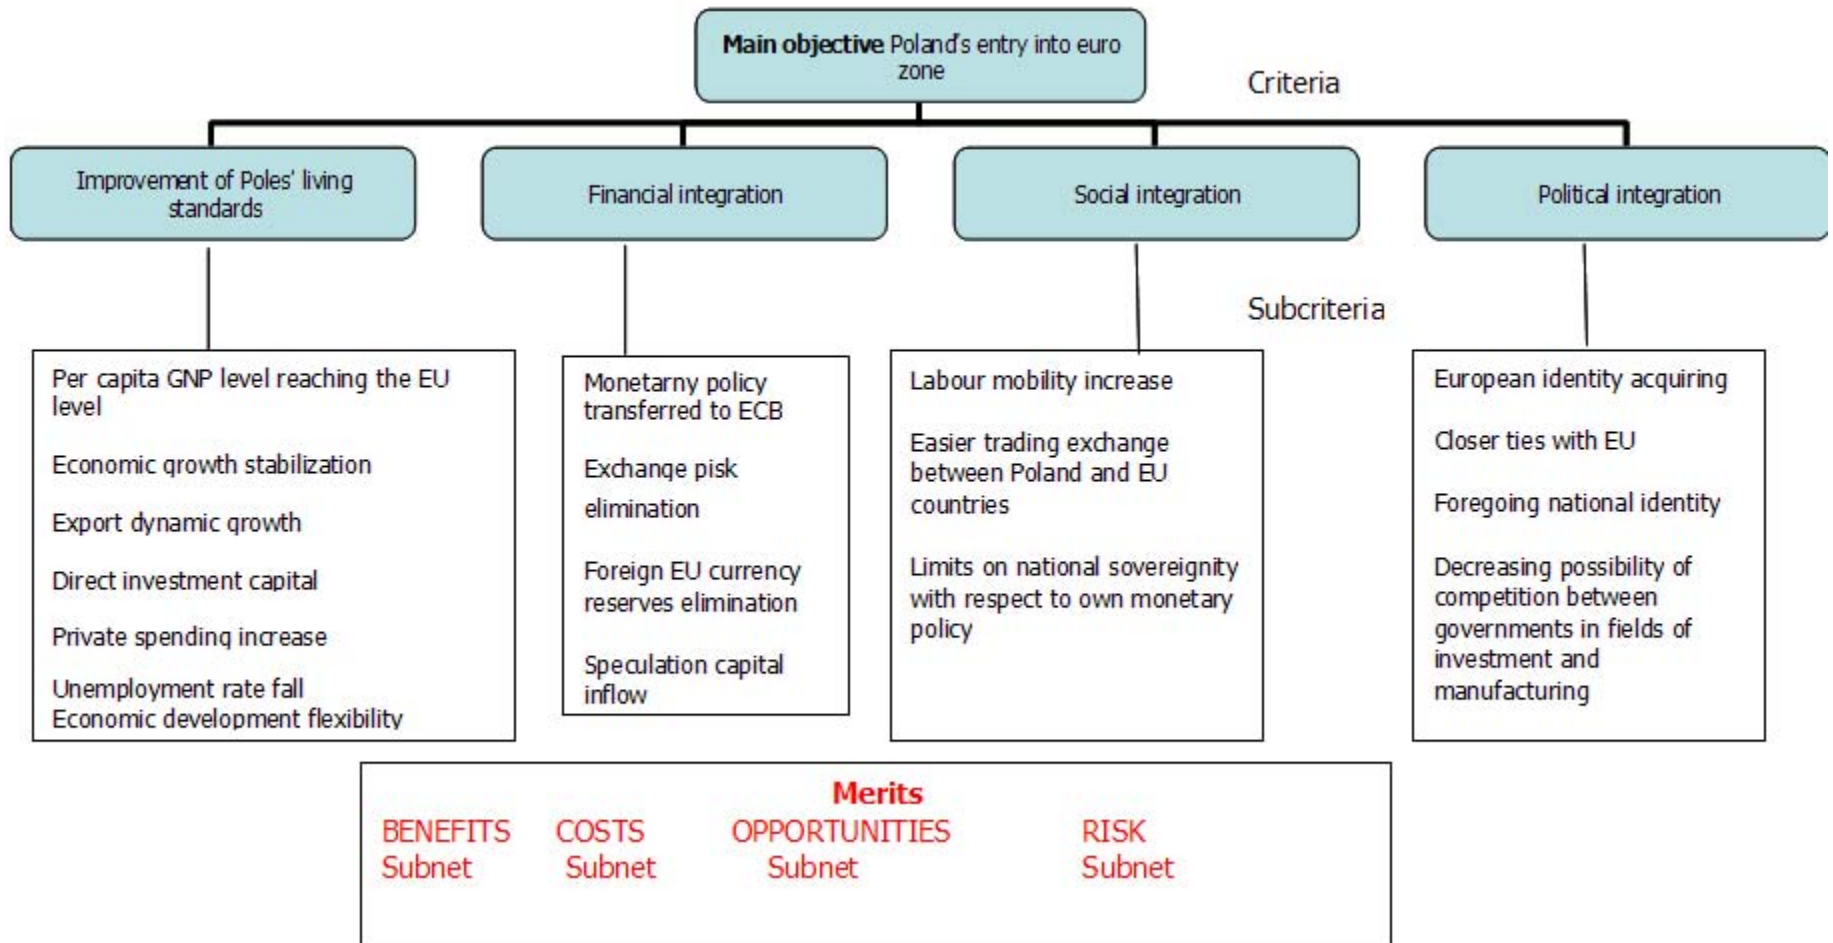 Main objective Poland's entry into euro
zone
Criteria
Improvement of Poles' living
standards
Financial integration
Social integration
Political integration
Subcriteria
Per capita GNP level reaching the EU
level
Economic growth stabilization
Export dynamic growth
Direct investment capital
Private spending increase
Unemployment rate fall
Economic development flexibility
Monetarny policy
transferred to ECB
Exchange pisk
elimination
Foreign EU currency
reserves elimination
Speculation capital
inflow
Labour mobility increase
Easier trading exchange
between Poland and EU
countries
Limits on national sovereignity
with respect to own monetary
policy
European identity acquiring
Closer ties with EU
Foregoing national identity
Decreasing possibility of
competition between
governments in fields of
investment and
manufacturing
Merits
BENEFITS COSTS OPPORTUNITIES RISK
Subnet Subnet Subnet Subnet